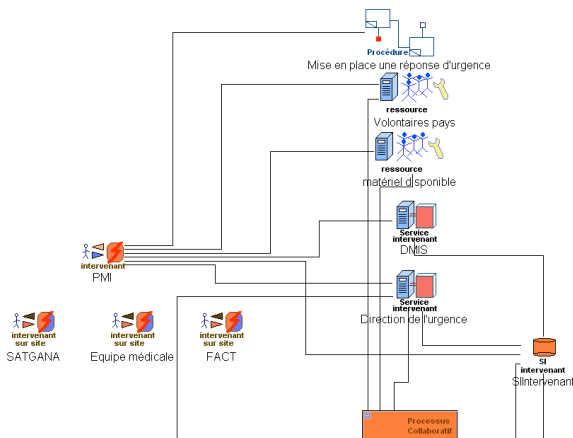 Procédure
Mise en place une réponse d'urgence
ressource
Volontaires pays
ressource
matériel disponible
Service
intervenant
DMIS
intervenant
PMI
Service
intervenant
Direction de l'urgence
intervenant
sur site
SATGANA
intervenant
sur site
Equipe médicale
intervenant
sur site
FACT
SI
intervenant
SIIntervenant
Processus
Collaboratif